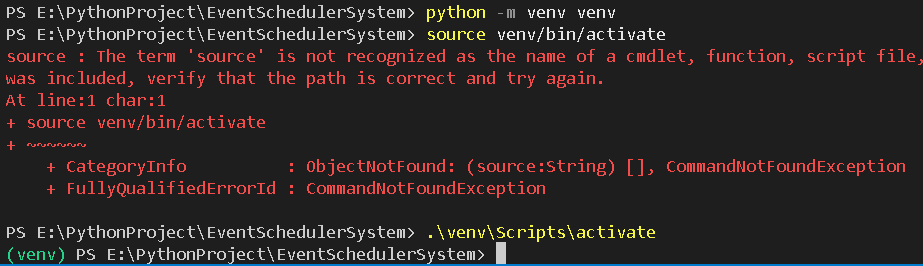 PS E:\PythonProject\EventSchedulerSystem> python -m venv venv
PS E:\PythonProject\EventSchedulerSystem> source venv/bin/activate
source : The term 'source' is not recognized as the name of a cmdlet, function, script file,
was included, verify that the path is correct and try again.
At line:1 char:1
+ source venv/bin/activate
+ ~~~~~~
    + CategoryInfo          : ObjectNotFound: (source:String) [], CommandNotFoundException
    + FullyQualifiedErrorId : CommandNotFoundException
PS E:\PythonProject\EventSchedulerSystem> .\venv\Scripts\activate
(venv) PS E:\PythonProject\EventSchedulerSystem>